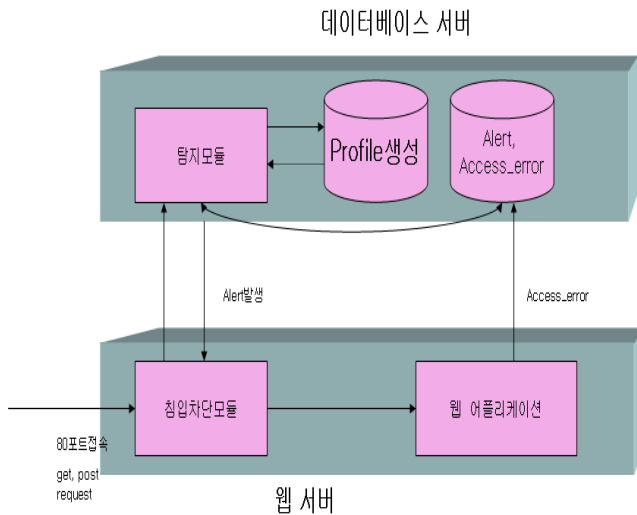 데이터베이스 서버
탐지모듈
Profile생성
Alert,
Access_error
Alert발생
Access_error
침입차단모듈
웹 어플리케이션
80포트접속
get, post
request
웹 서버